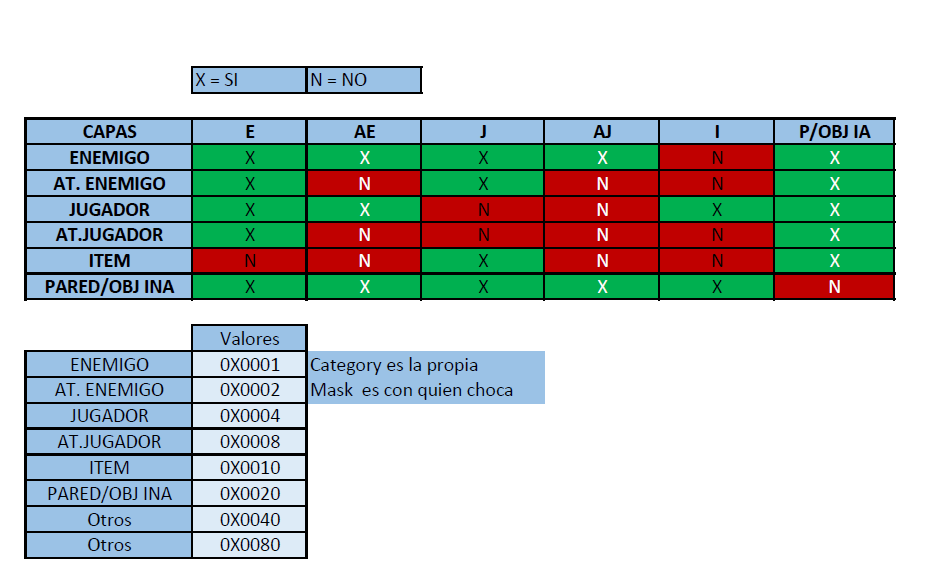 X = SI N = NO
CAPAS E AE J AJ I P/OBJ IA
ENEMIGO X X X X N X
AT. ENEMIGO X N X N N X
JUGADOR X X N N X X
AT.JUGADOR X N N N N X
ITEM N N X N N X
PARED/OBJ INA X X X X X N
Valores
ENEMIGO 0X0001 Category es la propia
AT. ENEMIGO 0X0002 Mask es con quien choca
JUGADOR 0X0004
AT.JUGADOR 0X0008
ITEM 0X0010
PARED/OBJ INA 0X0020
Otros 0X0040
Otros 0X0080